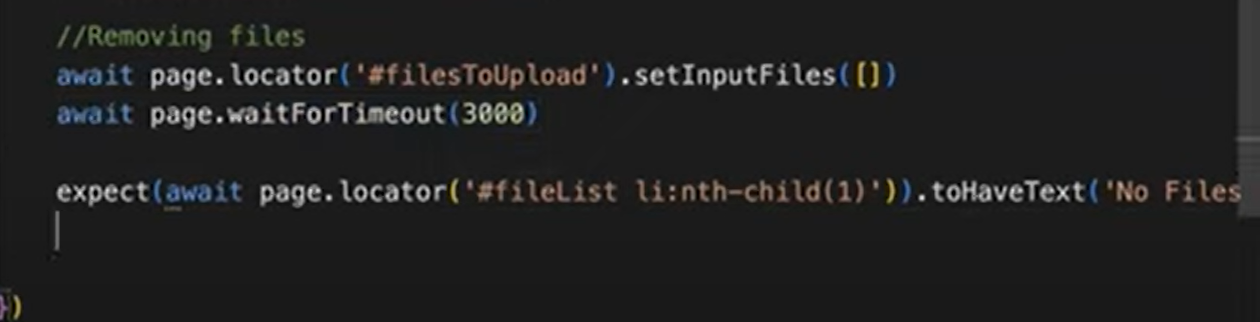 //Removing files
await page.locator('#filesToUpload').setInputFiles([])
await page.waitForTimeout(3000)
expect(await page.locator('#fileList li:nth-child(1)')).toHaveText('No Files
})